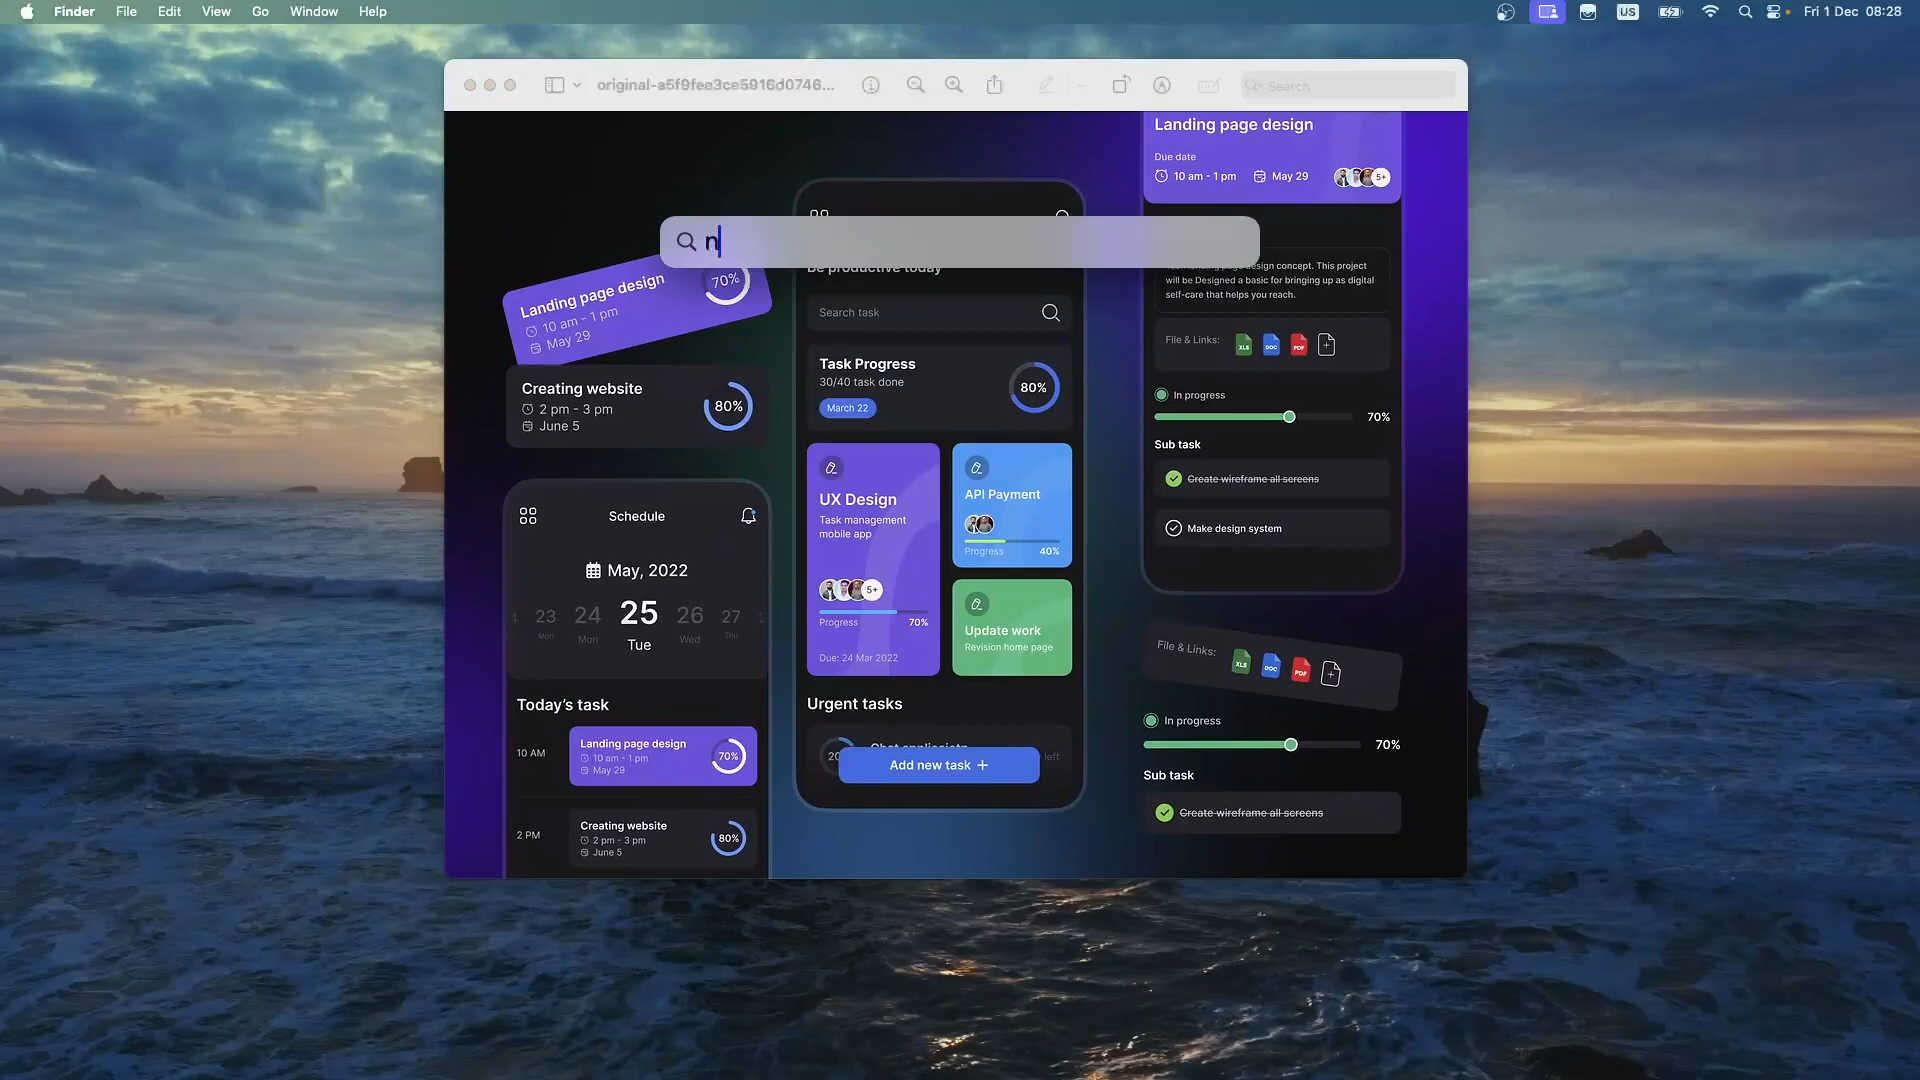 Finder File Edit View Go Window Help
US
Fri 1 Dec 08:28
original-a5f9fee3ce5916d0746...
Search
n
Landing page design
10 am - 1 pm
May 29
70%
Creating website
2 pm - 3 pm
June 5
80%
Schedule
May, 2022
23 24 25 26 27
Mon Mon Tue Wed Thu
Today's task
10 AM
Landing page design
10 am - 1 pm
May 29
70%
2 PM
Creating website
2 pm - 3 pm
June 5
80%
Be productive today
Search task
Task Progress
30/40 task done
March 22
80%
UX Design
Task management
mobile app
5+
Progress 70%
Due: 24 Mar 2022
API Payment
Progress 40%
Update work
Revision home page
Urgent tasks
20
left
Add new task +
Landing page design
Due date
10 am - 1 pm May 29 5+
design concept. This project
will be Designed a basic for bringing up as digital
self-care that helps you reach.
File & Links: XLS DOC PDF
In progress
70%
Sub task
Create wireframe all screens
Make design system
File & Links: XLS DOC PDF
In progress
70%
Sub task
Create wireframe all screens